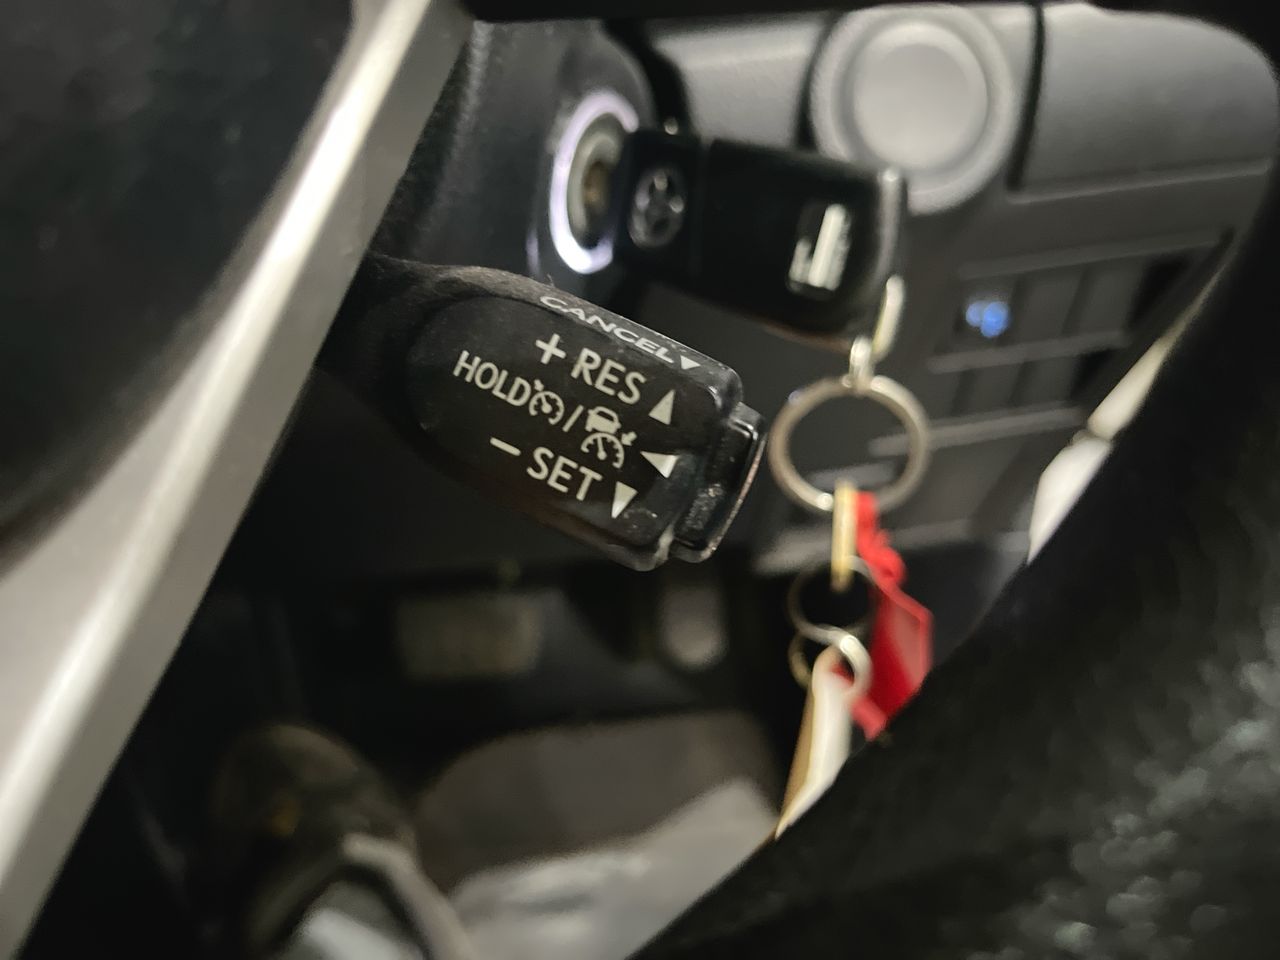 CANCEL
+ RES
HOLD /
- SET